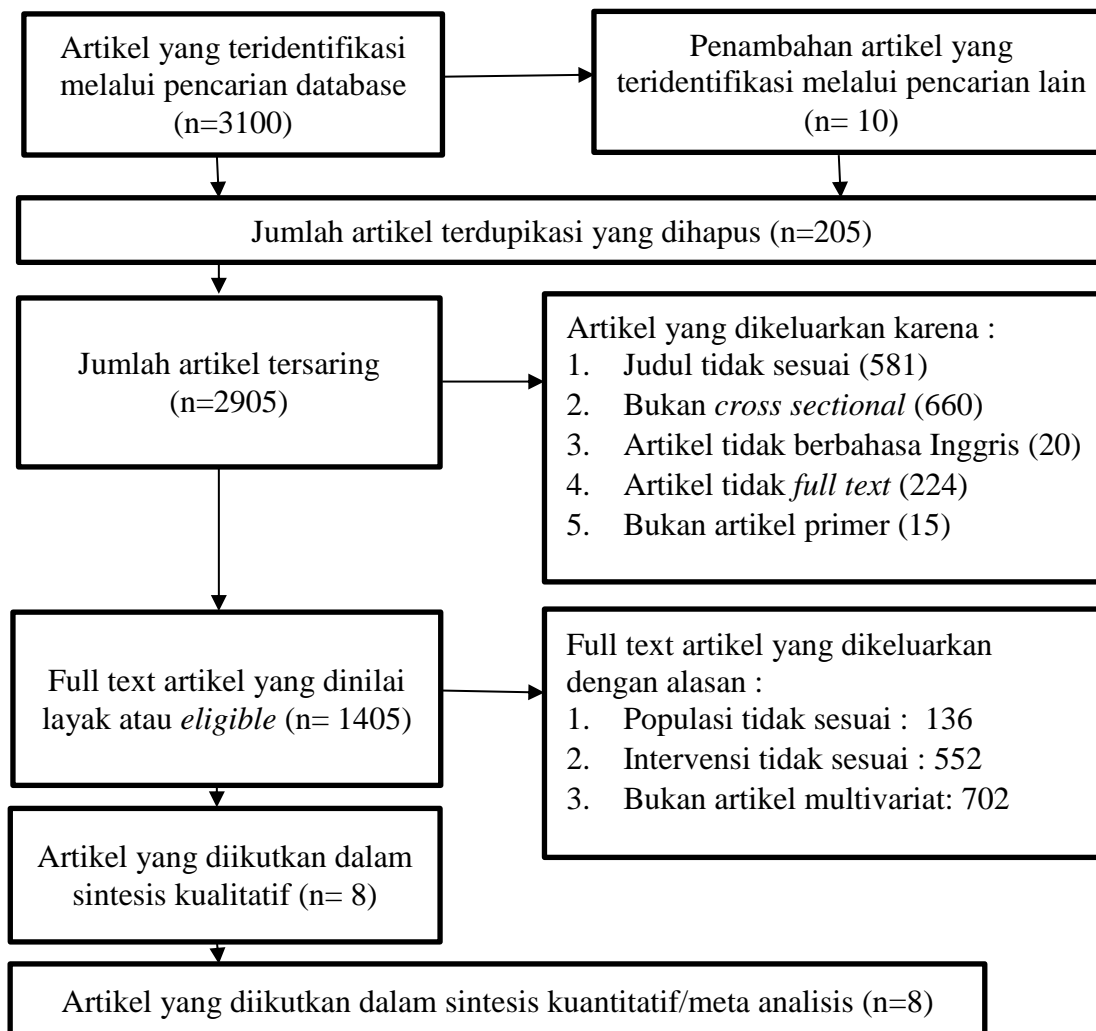 Artikel yang teridentifikasi
melalui pencarian database
(n=3100)
Penambahan artikel yang
teridentifikasi melalui pencarian lain
(n= 10)
Jumlah artikel terdupikasi yang dihapus (n=205)
Jumlah artikel tersaring
(n=2905)
Artikel yang dikeluarkan karena :
1. Judul tidak sesuai (581)
2. Bukan cross sectional (660)
3. Artikel tidak berbahasa Inggris (20)
4. Artikel tidak full text (224)
5. Bukan artikel primer (15)
Full text artikel yang dinilai
layak atau eligible (n= 1405)
Full text artikel yang dikeluarkan
dengan alasan :
1. Populasi tidak sesuai : 136
2. Intervensi tidak sesuai : 552
3. Bukan artikel multivariat: 702
Artikel yang diikutkan dalam
sintesis kualitatif (n= 8)
Artikel yang diikutkan dalam sintesis kuantitatif/meta analisis (n=8)